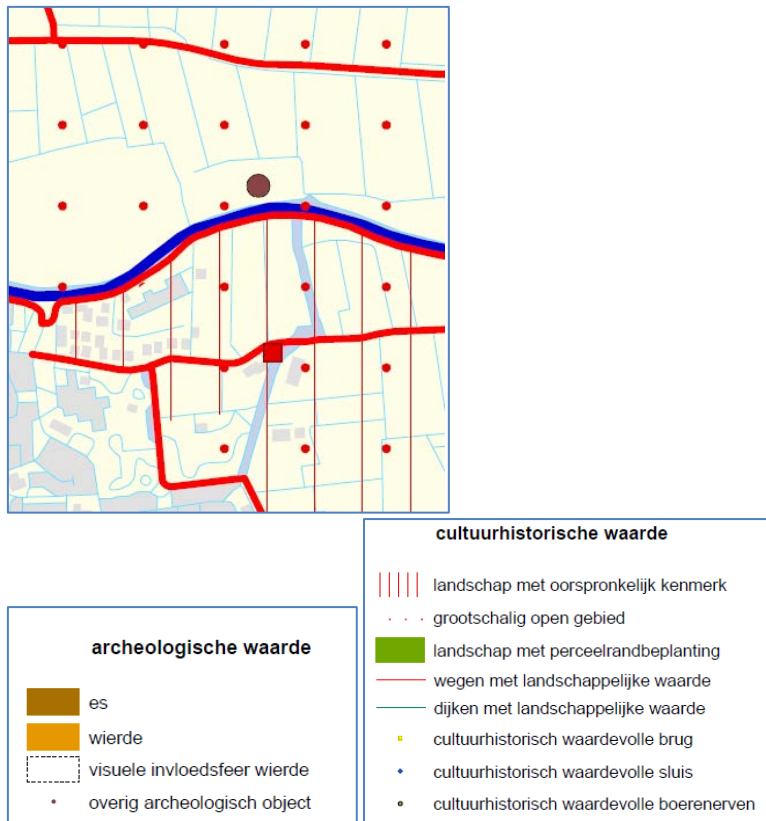 archeologische waarde
es
wierde
visuele invloedsfeer wierde
overig archeologisch object
cultuurhistorische waarde
landschap met oorspronkelijk kenmerk
grootschalig open gebied
landschap met perceelrandbeplanting
wegen met landschappelijke waarde
dijken met landschappelijke waarde
cultuurhistorisch waardevolle brug
cultuurhistorisch waardevolle sluis
cultuurhistorisch waardevolle boerenerven